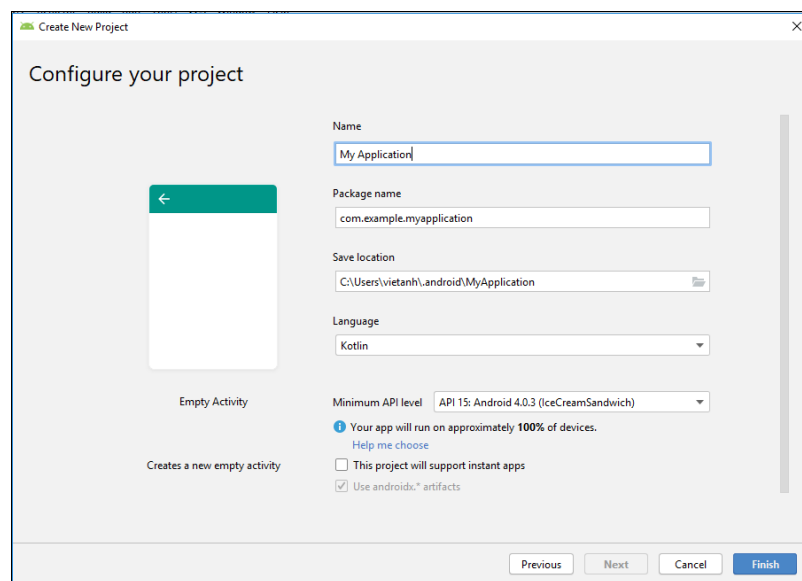 Create New Project
Configure your project
Name
My Application
Package name
com.example.myapplication
Save location
C:\Users\vietanh\.android\MyApplication
Language
Kotlin
Empty Activity
Minimum API level API 15: Android 4.0.3 (IceCreamSandwich)
Your app will run on approximately 100% of devices.
Help me choose
Creates a new empty activity
This project will support instant apps
Use androidx.* artifacts
Previous Next Cancel Finish